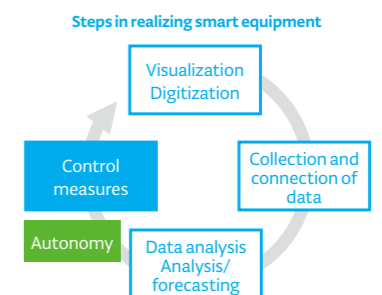 Steps in realizing smart equipment
Visualization
Digitization
Collection and
connection of
data
Data analysis
Analysis/
forecasting
Control
measures
Autonomy